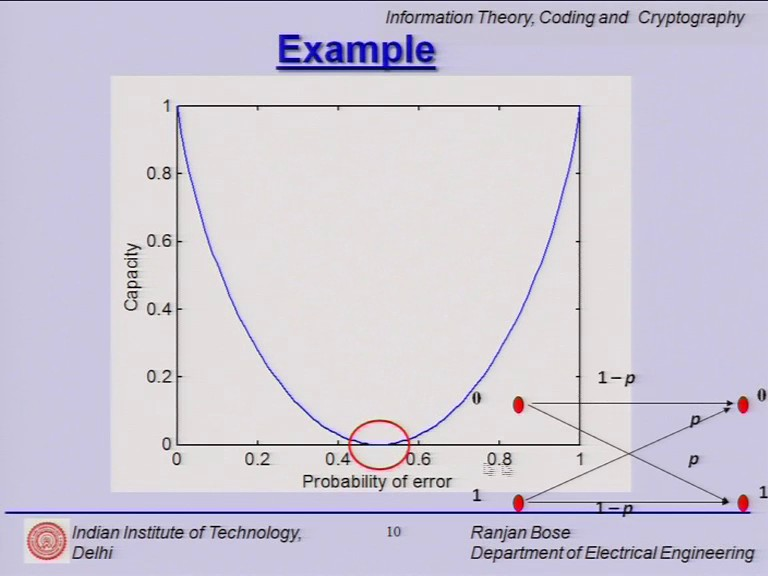 Information Theory, Coding and Cryptography
Example
1
0.8
0.6
0.4
0.2
0
Capacity
0 0.2 0.4 0.6 0.8 1
Probability of error
0 1 – p 0
p
p
1 1 – p 1
Indian Institute of Technology,
Delhi
10
Ranjan Bose
Department of Electrical Engineering